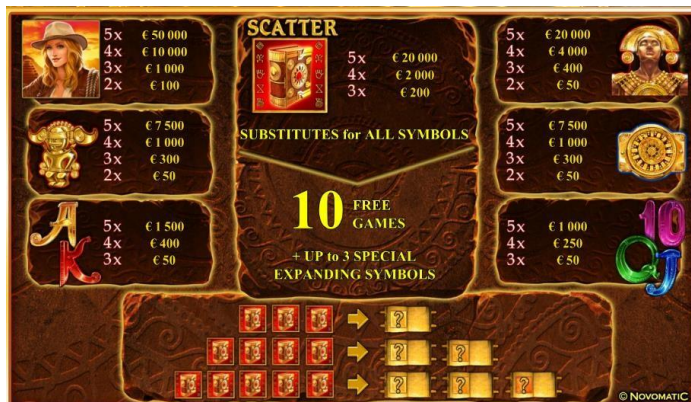 5x €50 000
4x €10 000
3x €1 000
2x €100
SCATTER
5x €20 000
4x €2 000
3x €200
SUBSTITUTES for ALL SYMBOLS
5x €20 000
4x €4 000
3x €400
2x €50
5x €7 500
4x €1 000
3x €300
2x €50
10 FREE
GAMES
+ UP to 3 SPECIAL
EXPANDING SYMBOLS
5x €7 500
4x €1 000
3x €300
2x €50
A
K
5x €1 500
4x €400
3x €50
5x €1 000
4x €250
3x €50
10
Q J
?
? ?
? ? ?
© NOVOMATIC